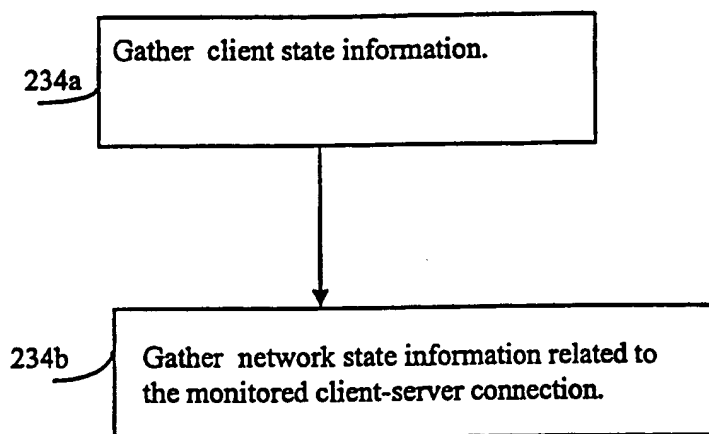 Gather client state information.
234a
234b
Gather network state information related to
the monitored client-server connection.